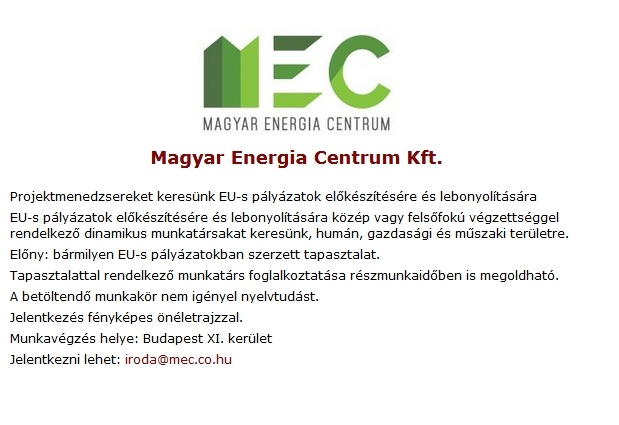 MEC
MAGYAR ENERGIA CENTRUM
Magyar Energia Centrum Kft.
Projektmenedzsereket keresünk EU-s pályázatok előkészítésére és lebonyolítására
EU-s pályázatok előkészítésére és lebonyolítására közép vagy felsőfokú végzettséggel
rendelkező dinamikus munkatársakat keresünk, humán, gazdasági és műszaki területre.
Előny: bármilyen EU-s pályázatokban szerzett tapasztalat.
Tapasztalattal rendelkező munkatárs foglalkoztatása részmunkaidőben is megoldható.
A betöltendő munkakör nem igényel nyelvtudást.
Jelentkezés fényképes önéletrajzzal.
Munkavégzés helye: Budapest XI. kerület
Jelentkezni lehet: iroda@mec.co.hu